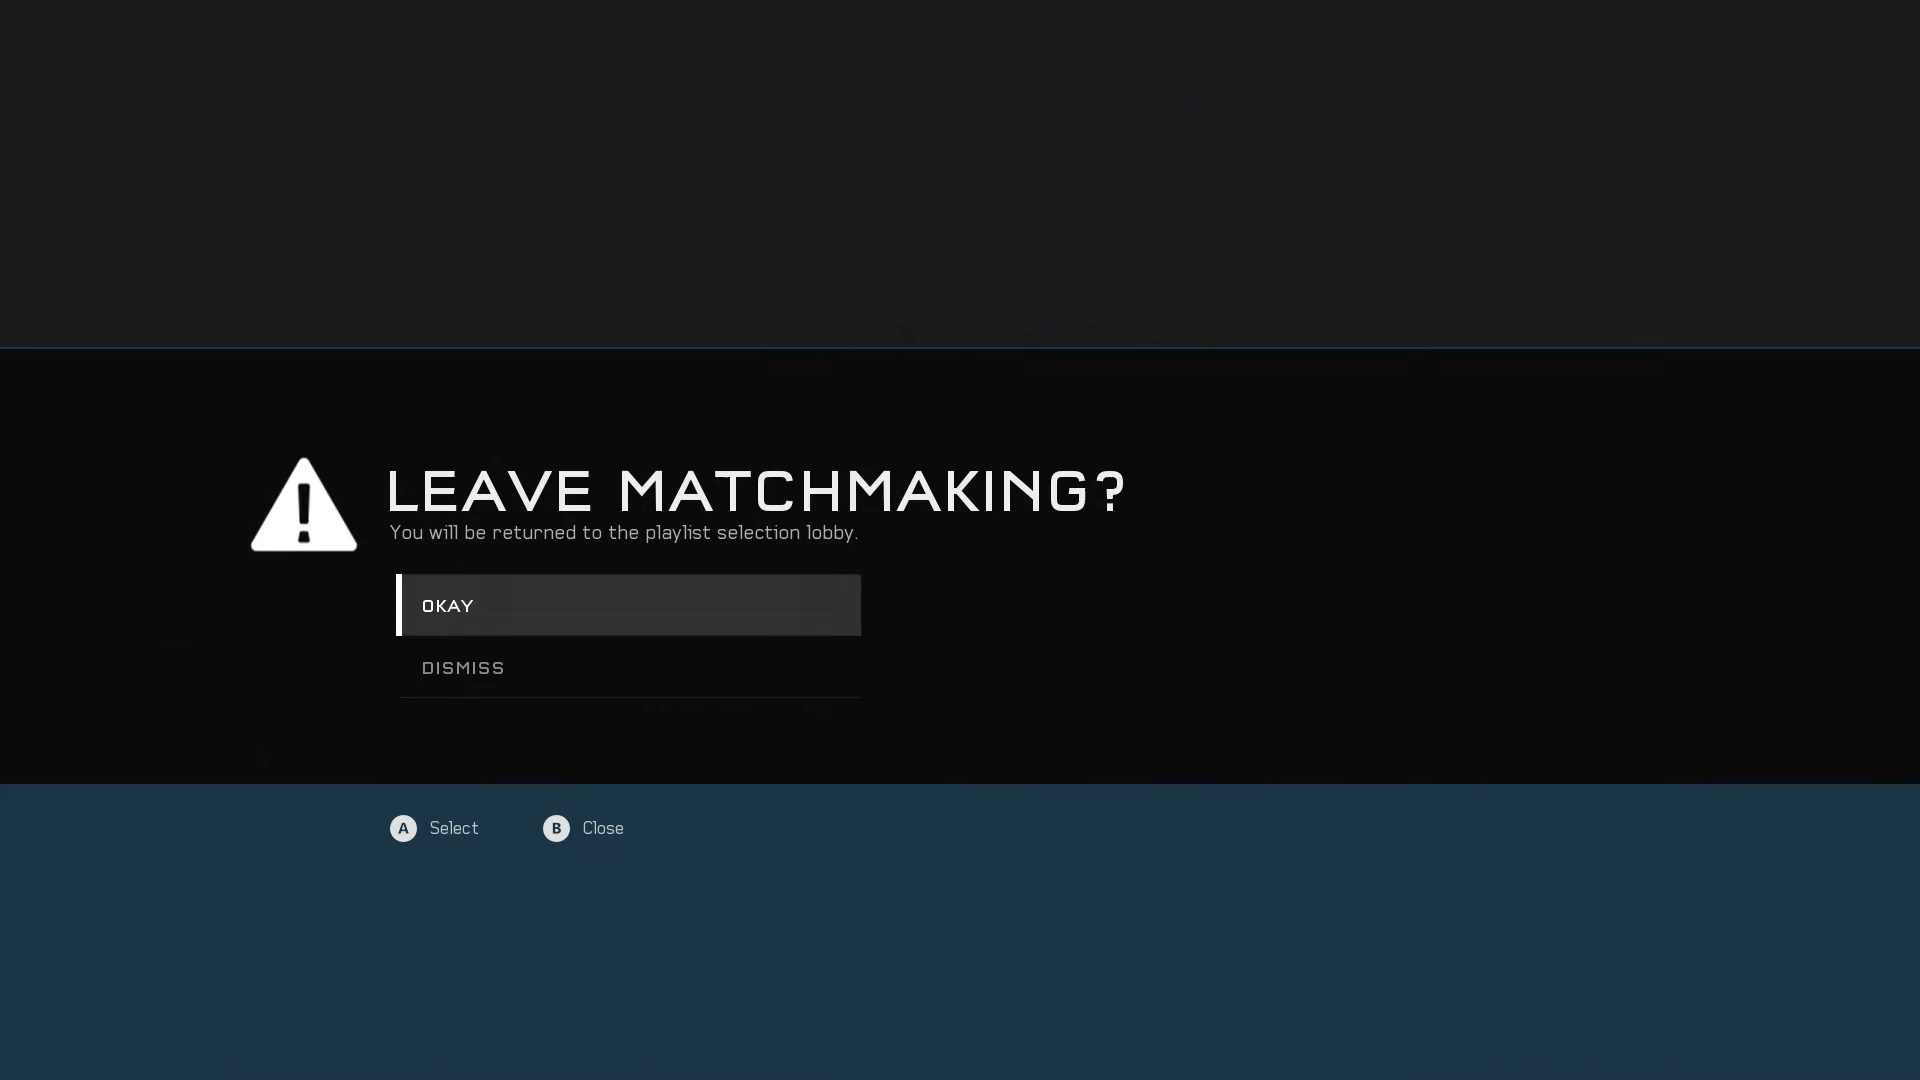 LEAVE MATCHMAKING?
You will be returned to the playlist selection lobby.
OKAY
DISMISS
A Select B Close